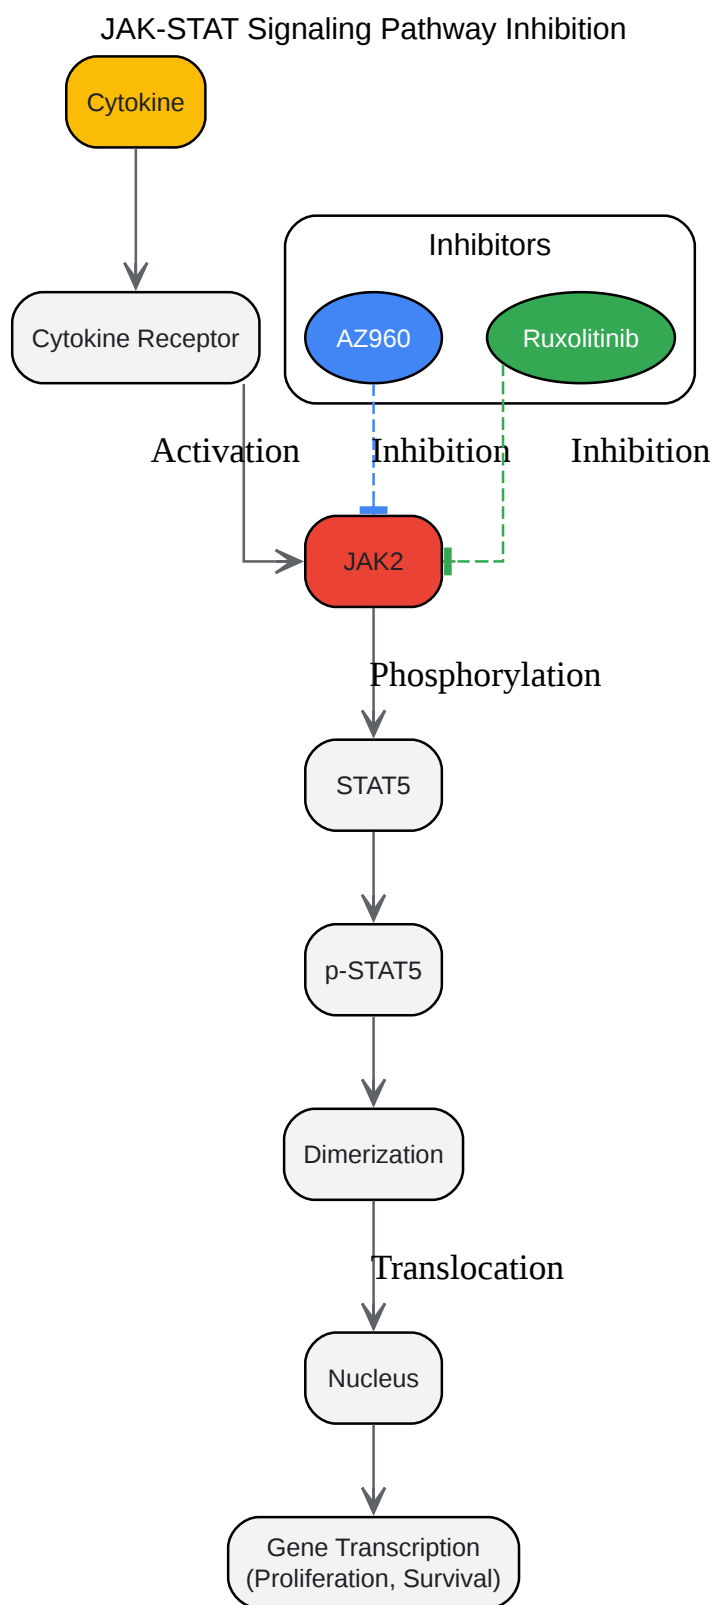 JAK-STAT Signaling Pathway Inhibition
Cytokine
Inhibitors
Cytokine Receptor
AZ960
Ruxolitinib
Activation
Inhibition
Inhibition
JAK2
Phosphorylation
STAT5
p-STAT5
Dimerization
Translocation
Nucleus
Gene Transcription
(Proliferation, Survival)